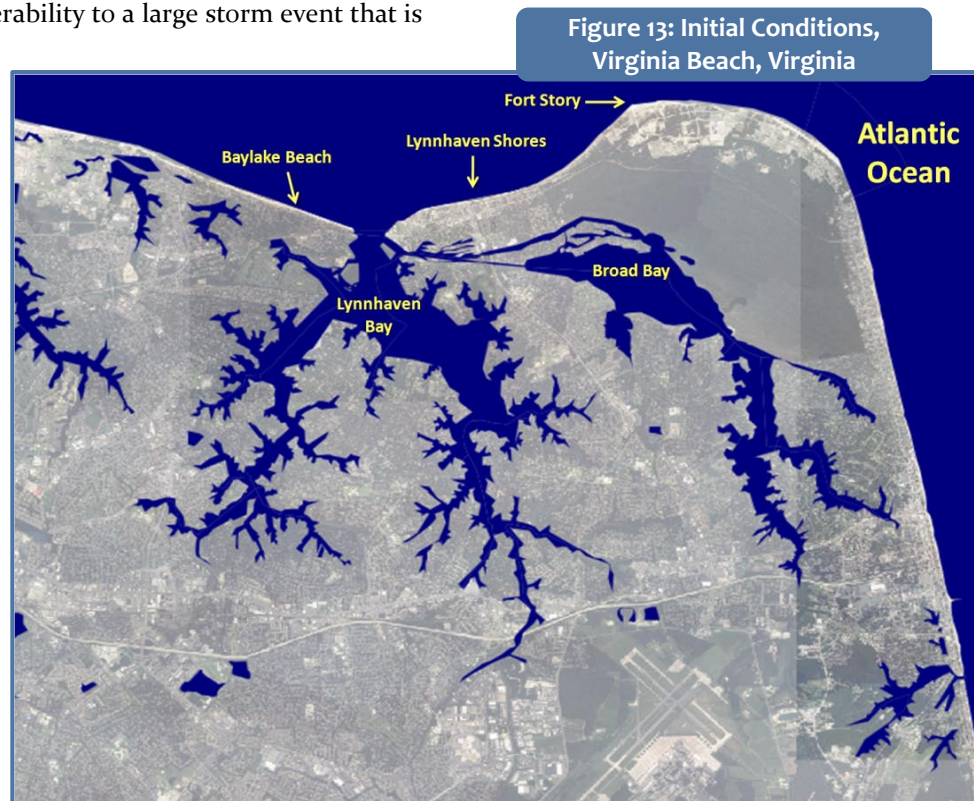 erability to a large storm event that is
Figure 13: Initial Conditions,
Virginia Beach, Virginia
Fort Story
Atlantic
Ocean
Lynnhaven Shores
Baylake Beach
Broad Bay
Lynnhaven
Bay